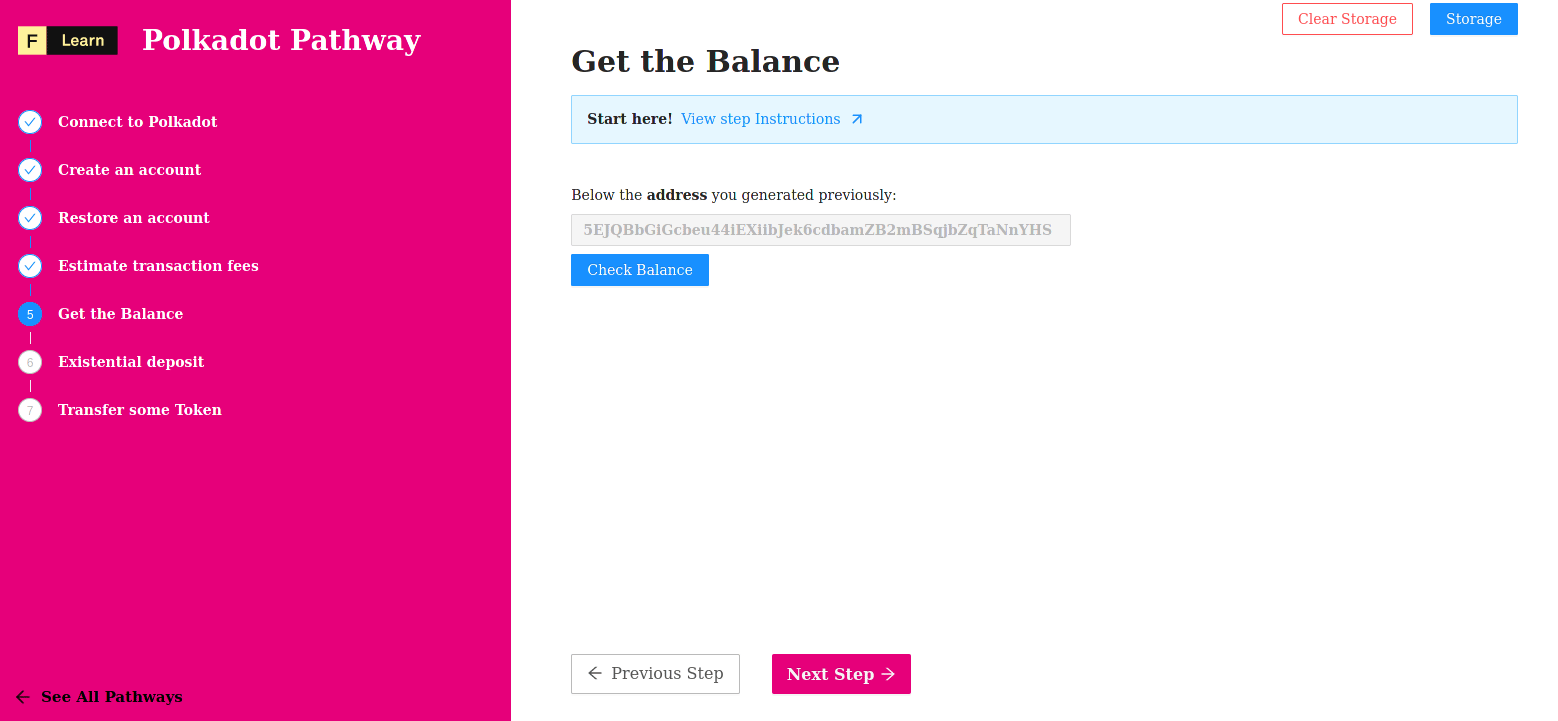 F Learn Polkadot Pathway
Connect to Polkadot
Create an account
Restore an account
Estimate transaction fees
5 Get the Balance
6 Existential deposit
7 Transfer some Token
See All Pathways
Clear Storage Storage
Get the Balance
Start here! View step Instructions
Below the address you generated previously:
5EJQBbGiGcbeu44iEXiibJek6cdbamZB2mBSqjbZqTaNnYHS
Check Balance
Previous Step Next Step